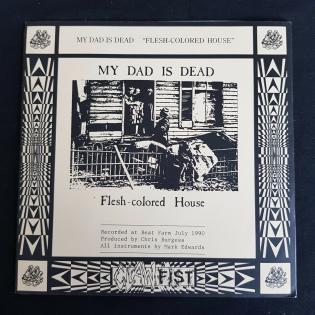 MY DAD IS DEAD "FLESH-COLORED HOUSE"
MY DAD IS DEAD
Flesh-colored House
Recorded at Beat Farm July 1990
Produced by Chris Burgess
All instruments by Mark Edwards
CLAWFIST